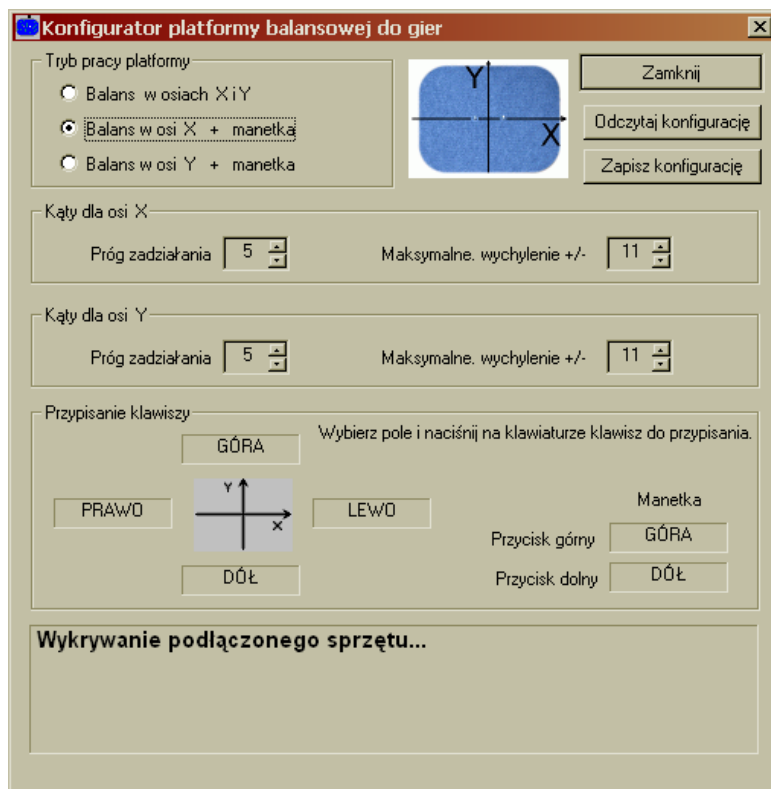 Konfigurator platformy balansowej do gier
Tryb pracy platformy
Balans w osiach X i Y
Balans w osi X + manetka
Balans w osi Y + manetka
Y
X
Zamknij
Odczytaj konfigurację
Zapisz konfigurację
Kąty dla osi X
Próg zadziałania 5 Maksymalne. wychylenie +/- 11
Kąty dla osi Y
Próg zadziałania 5 Maksymalne. wychylenie +/- 11
Przypisanie klawiszy
Wybierz pole i naciśnij na klawiaturze klawisz do przypisania.
GÓRA
PRAWO
Y
X
LEWO
DÓŁ
Manetka
Przycisk górny GÓRA
Przycisk dolny DÓŁ
Wykrywanie podłączonego sprzętu...